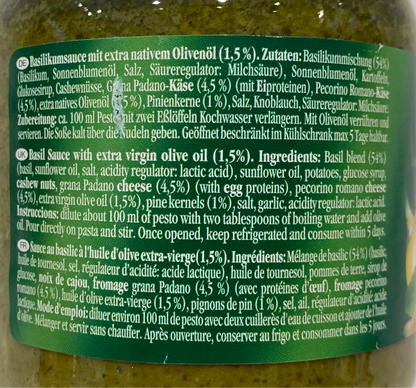 DE Basilikumsauce mit extra nativem Olivenöl (1,5%). Zutaten: Basilikummischung (54%)
(Basilikum, Sonnenblumenöl, Salz, Säureregulator: Milchsäure), Sonnenblumenöl, Kartoffeln,
Glukosesirup, Cashewnüsse, Grana Padano-Käse (4,5 %) (mit Eiproteinen), Pecorino Romano-Käse
(4,5 %), extra natives Olivenöl (1,5 %), Pinienkerne (1 %), Salz, Knoblauch, Säureregulator: Milchsäure.
Zubereitung: ca. 100 ml Pesto mit zwei Eßlöffeln Kochwasser verlängern. Mit Olivenöl verrühren und
servieren. Die Soße kalt über die Nudeln geben. Geöffnet beschränkt im Kühlschrank max 5 Tage haltbar.
UK Basil Sauce with extra virgin olive oil (1,5%). Ingredients: Basil blend (54%)
(basil, sunflower oil, salt, acidity regulator: lactic acid), sunflower oil, potatoes, glucose syrup,
cashew nuts, grana Padano cheese (4,5%) (with egg proteins), pecorino romano cheese
(4,5%), extra virgin olive oil (1,5%), pine kernels (1%), salt, garlic, acidity regulator: lactic acid.
Instruccions: dilute about 100 ml of pesto with two tablespoons of boiling water and add olive
oil. Pour directly on pasta and stir. Once opened, keep refrigerated and consume within 5 days.
FR Sauce au basilic à l'huile d'olive extra-vierge (1,5%). Ingrédients: Mélange de basilic (54%) (basilic,
huile de tournesol, sel, régulateur d'acidité: acide lactique), huile de tournesol, pommes de terre, sirop de
glucose, noix de cajou, fromage grana Padano (4,5 %) (avec protéines d'œuf), fromage pecorino
romano (4,5 %), huile d'olive extra-vierge (1,5 %), pignons de pin (1 %), sel, ail, régulateur d'acidité: acide
lactique. Mode d'emploi: diluer environ 100 ml de pesto avec deux cuillerées d'eau de cuisson et ajouter de l'huile
d'olive. Mélanger et servir sans chauffer. Après ouverture, conserver au frigo et consommer dans les 5 jours.